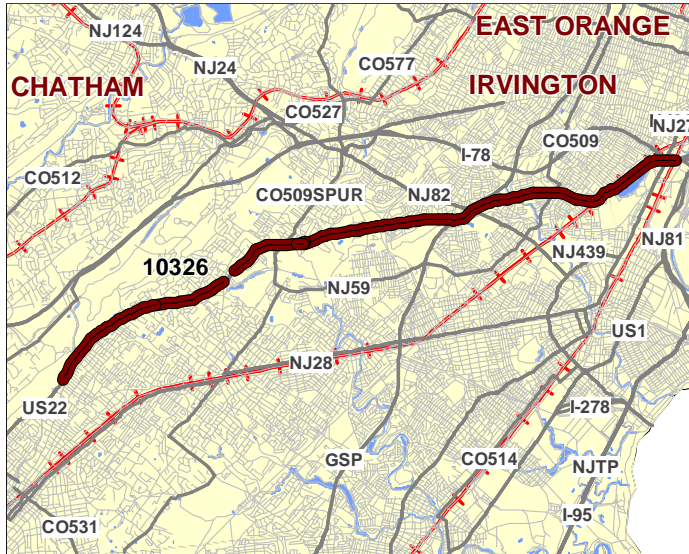 NJ124
EAST ORANGE
NJ24
CO577
CHATHAM
IRVINGTON
CO527
NJ27
CO509
I-78
CO512
CO509SPUR
NJ82
NJ81
10326
NJ439
NJ59
US1
NJ28
US22
I-278
GSP
CO514
NJTP
I-95
CO531